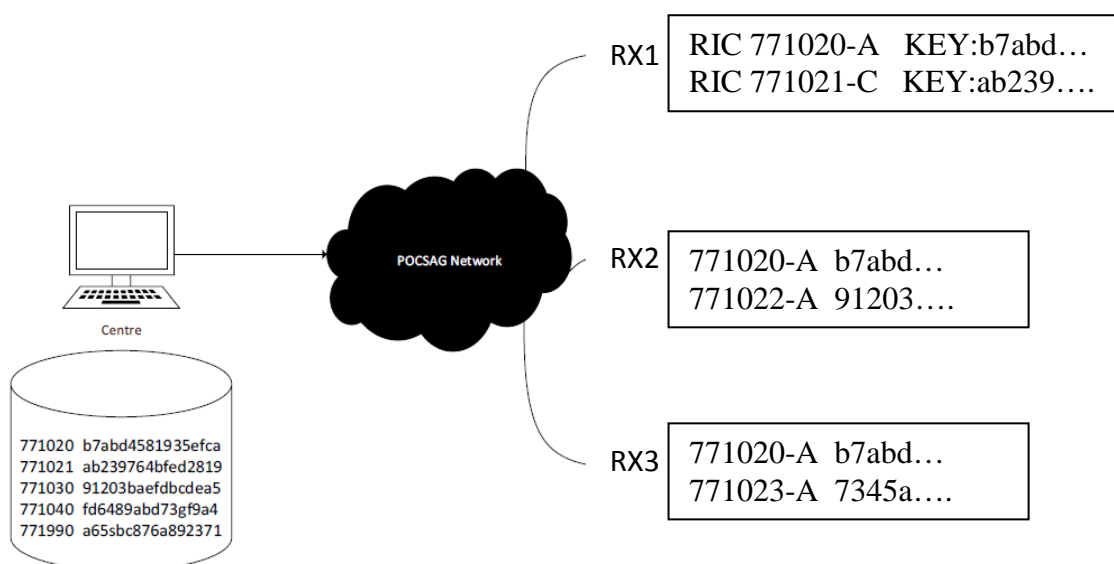 RX1
RIC 771020-A KEY:b7abd…
RIC 771021-C KEY:ab239….
POCSAG Network
RX2
771020-A b7abd…
771022-A 91203….
Centre
771020 b7abd4581935efca
771021 ab239764bfed2819
771030 91203baefdbcdea5
771040 fd6489abd73gf9a4
771990 a65sbc876a892371
RX3
771020-A b7abd…
771023-A 7345a….